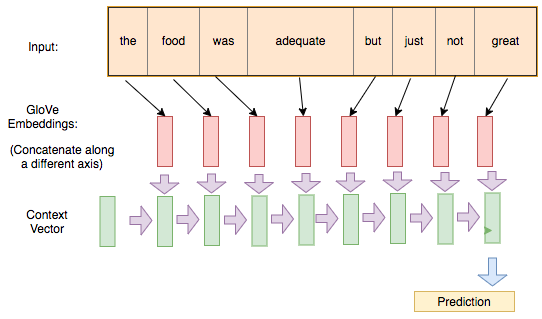 Input:
the food was adequate but just not great
GloVe
Embeddings:
(Concatenate along
a different axis)
Context
Vector
Prediction